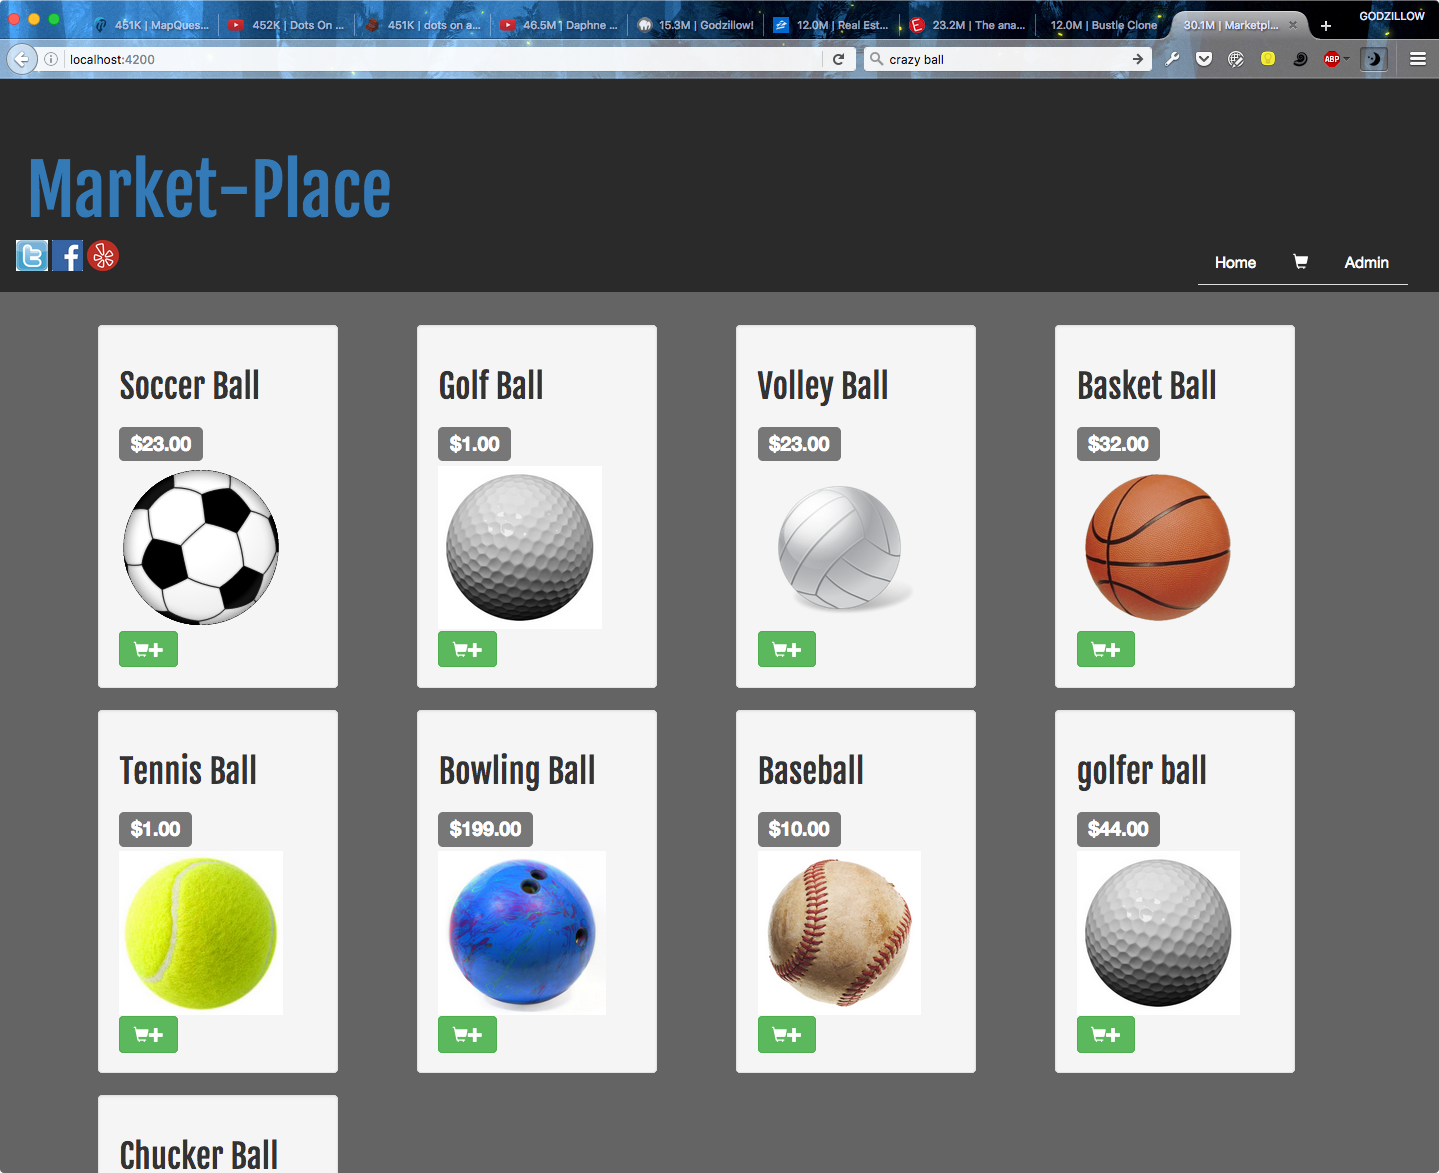 451K | MapQues...
452K | Dots On ...
451K | dots on a...
46.5M | Daphne ...
15.3M | Godzillow!
12.0M | Real Est...
23.2M | The ana...
12.0M | Bustle Clone
30.1M | Marketpl...
GODZILLOW
localhost:4200
crazy ball
ABP
Market-Place
Home
Admin
Soccer Ball
Golf Ball
Volley Ball
Basket Ball
$23.00
$1.00
$23.00
$32.00
Tennis Ball
Bowling Ball
Baseball
golfer ball
$1.00
$199.00
$10.00
$44.00
Chucker Ball